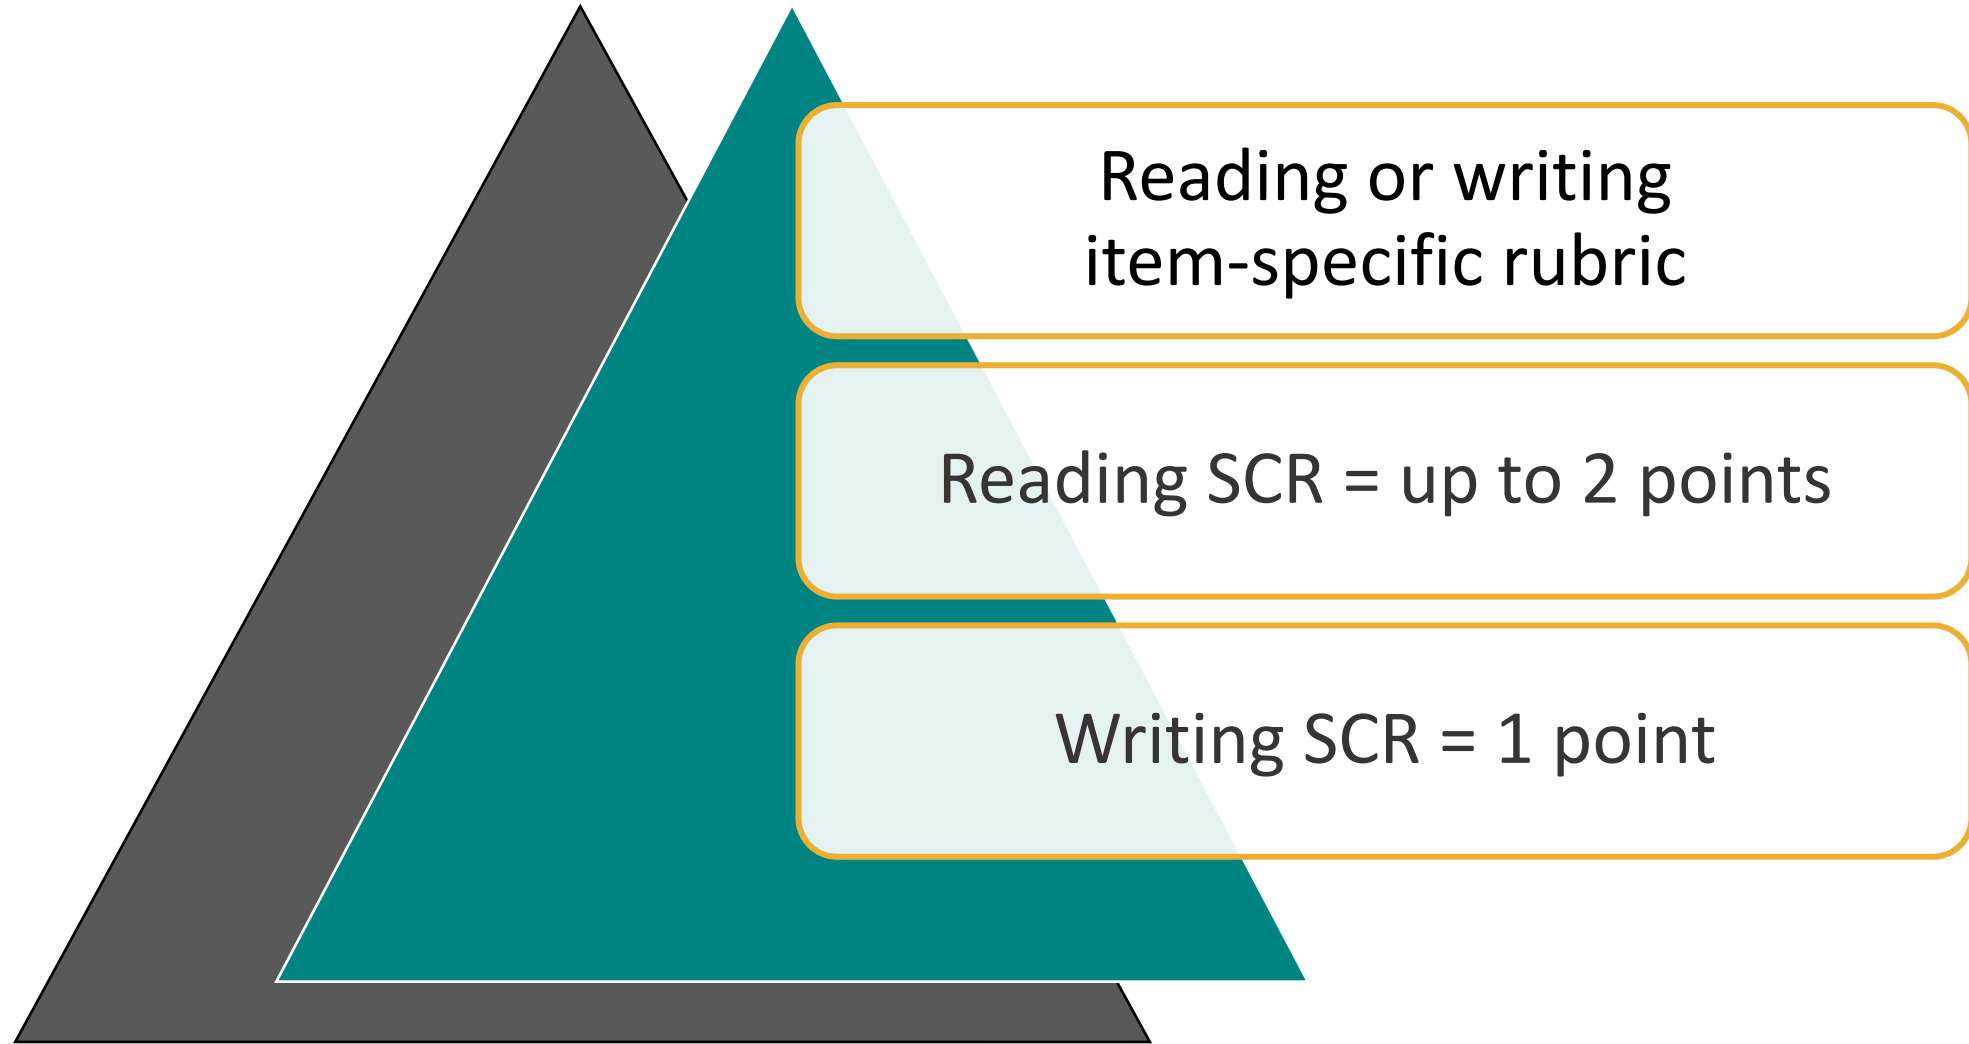 Reading or writing
item-specific rubric
Reading SCR = up to 2 points
Writing SCR = 1 point